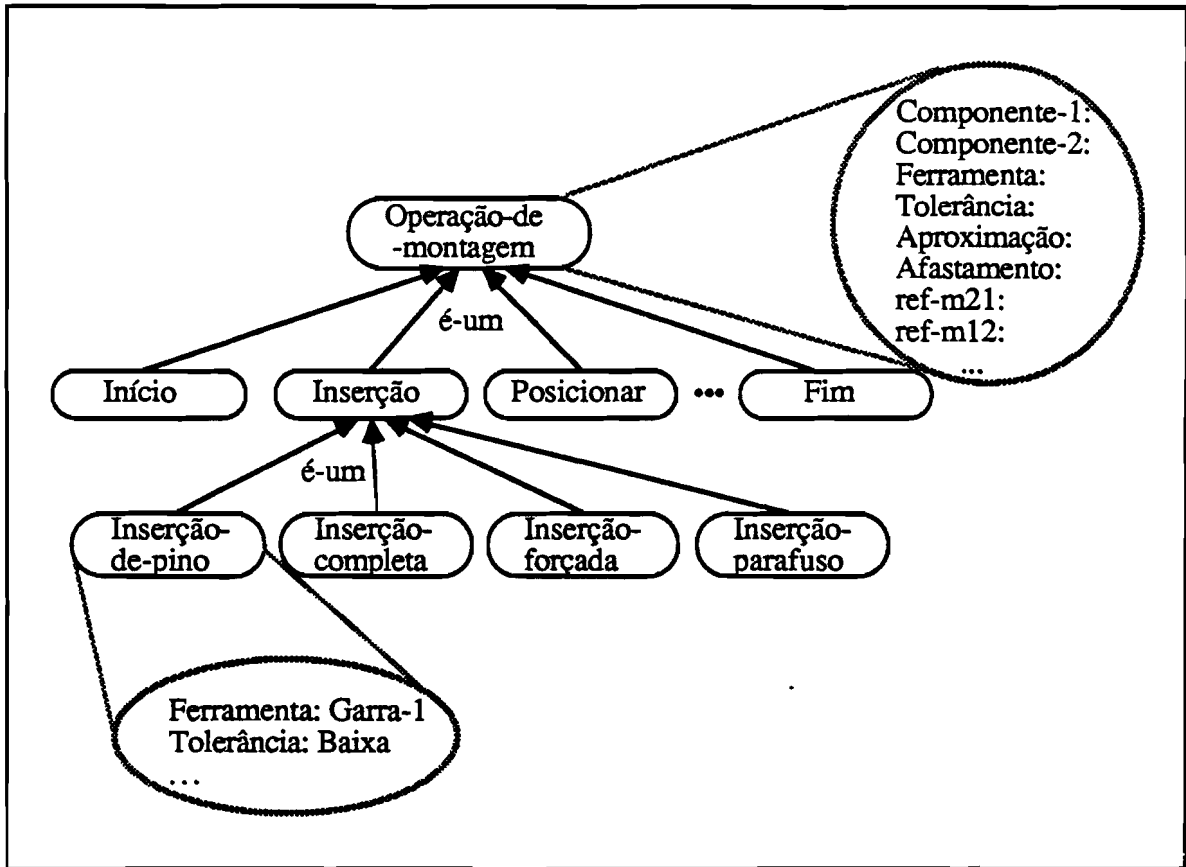 Componente-1:
Componente-2:
Ferramenta:
Tolerância:
Aproximação:
Afastamento:
ref-m21:
ref-m12:
...
Operação-de
-montagem
é-um
Início
Inserção
Posicionar
•••
Fim
é-um
Inserção-
de-pino
Inserção-
completa
Inserção-
forçada
Inserção-
parafuso
Ferramenta: Garra-1
Tolerância: Baixa
...